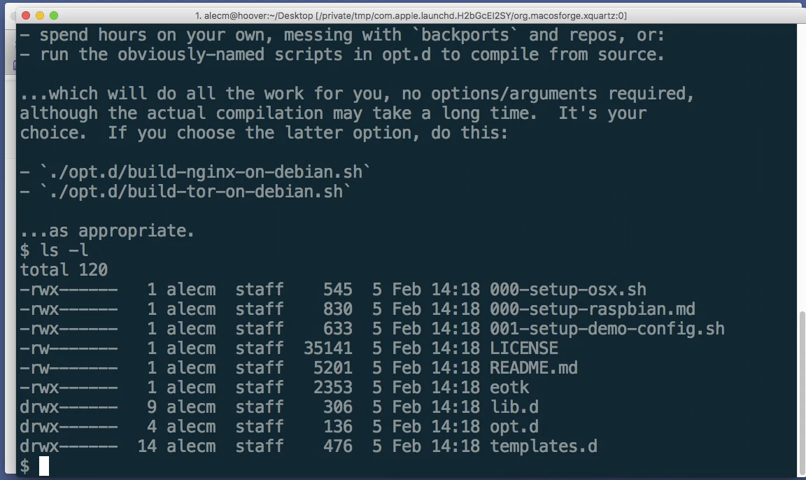 1. alecm@hoover:~/Desktop [/private/tmp/com.apple.launchd.H2bGcEI2SY/org.macosforge.xquartz:0]
- spend hours on your own, messing with `backports` and repos, or:
- run the obviously-named scripts in opt.d to compile from source.
...which will do all the work for you, no options/arguments required,
although the actual compilation may take a long time.  It's your
choice.  If you choose the latter option, do this:
- `./opt.d/build-nginx-on-debian.sh`
- `./opt.d/build-tor-on-debian.sh`
...as appropriate.
$ ls -l
total 120
-rwx------   1 alecm  staff    545  5 Feb 14:18 000-setup-osx.sh
-rwx------   1 alecm  staff    830  5 Feb 14:18 000-setup-raspbian.md
-rwx------   1 alecm  staff    633  5 Feb 14:18 001-setup-demo-config.sh
-rw-------   1 alecm  staff  35141  5 Feb 14:18 LICENSE
-rw-------   1 alecm  staff   5201  5 Feb 14:18 README.md
-rwx------   1 alecm  staff   2353  5 Feb 14:18 eotk
drwx------   9 alecm  staff    306  5 Feb 14:18 lib.d
drwx------   4 alecm  staff    136  5 Feb 14:18 opt.d
drwx------  14 alecm  staff    476  5 Feb 14:18 templates.d
$